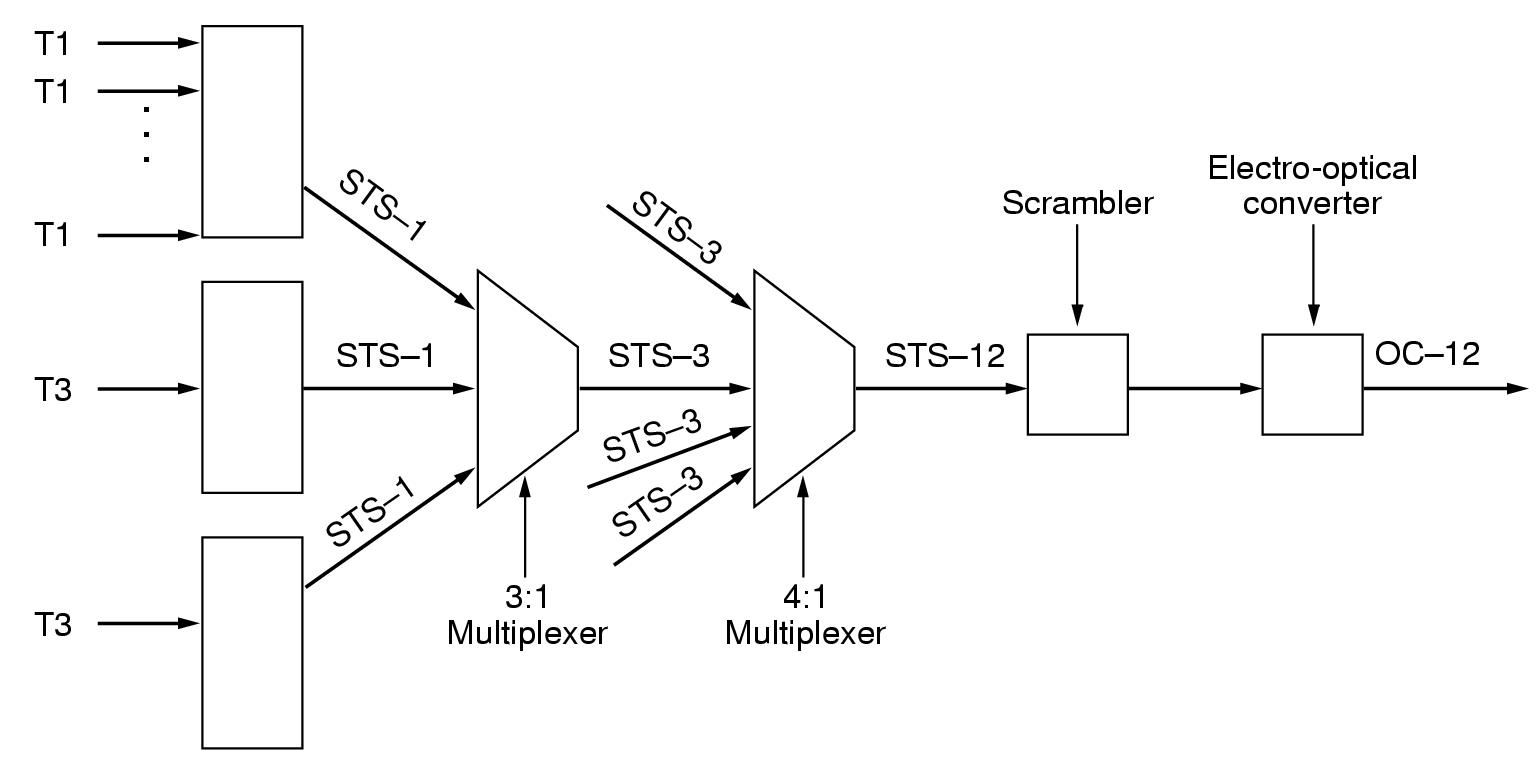 T1
T1
T1
STS–1
STS–3
Scrambler
Electro-optical
converter
T3
STS–1
STS–3
STS–12
OC–12
STS–3
STS–3
STS–1
T3
3:1
Multiplexer
4:1
Multiplexer